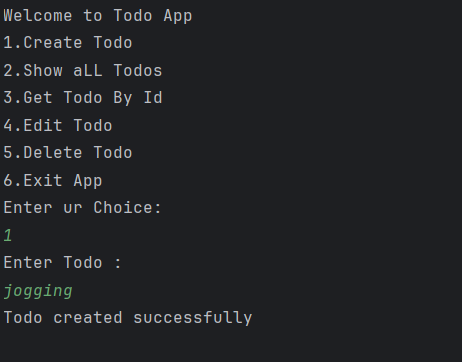 Welcome to Todo App
1.Create Todo
2.Show aLL Todos
3.Get Todo By Id
4.Edit Todo
5.Delete Todo
6.Exit App
Enter ur Choice:
1
Enter Todo :
jogging
Todo created successfully